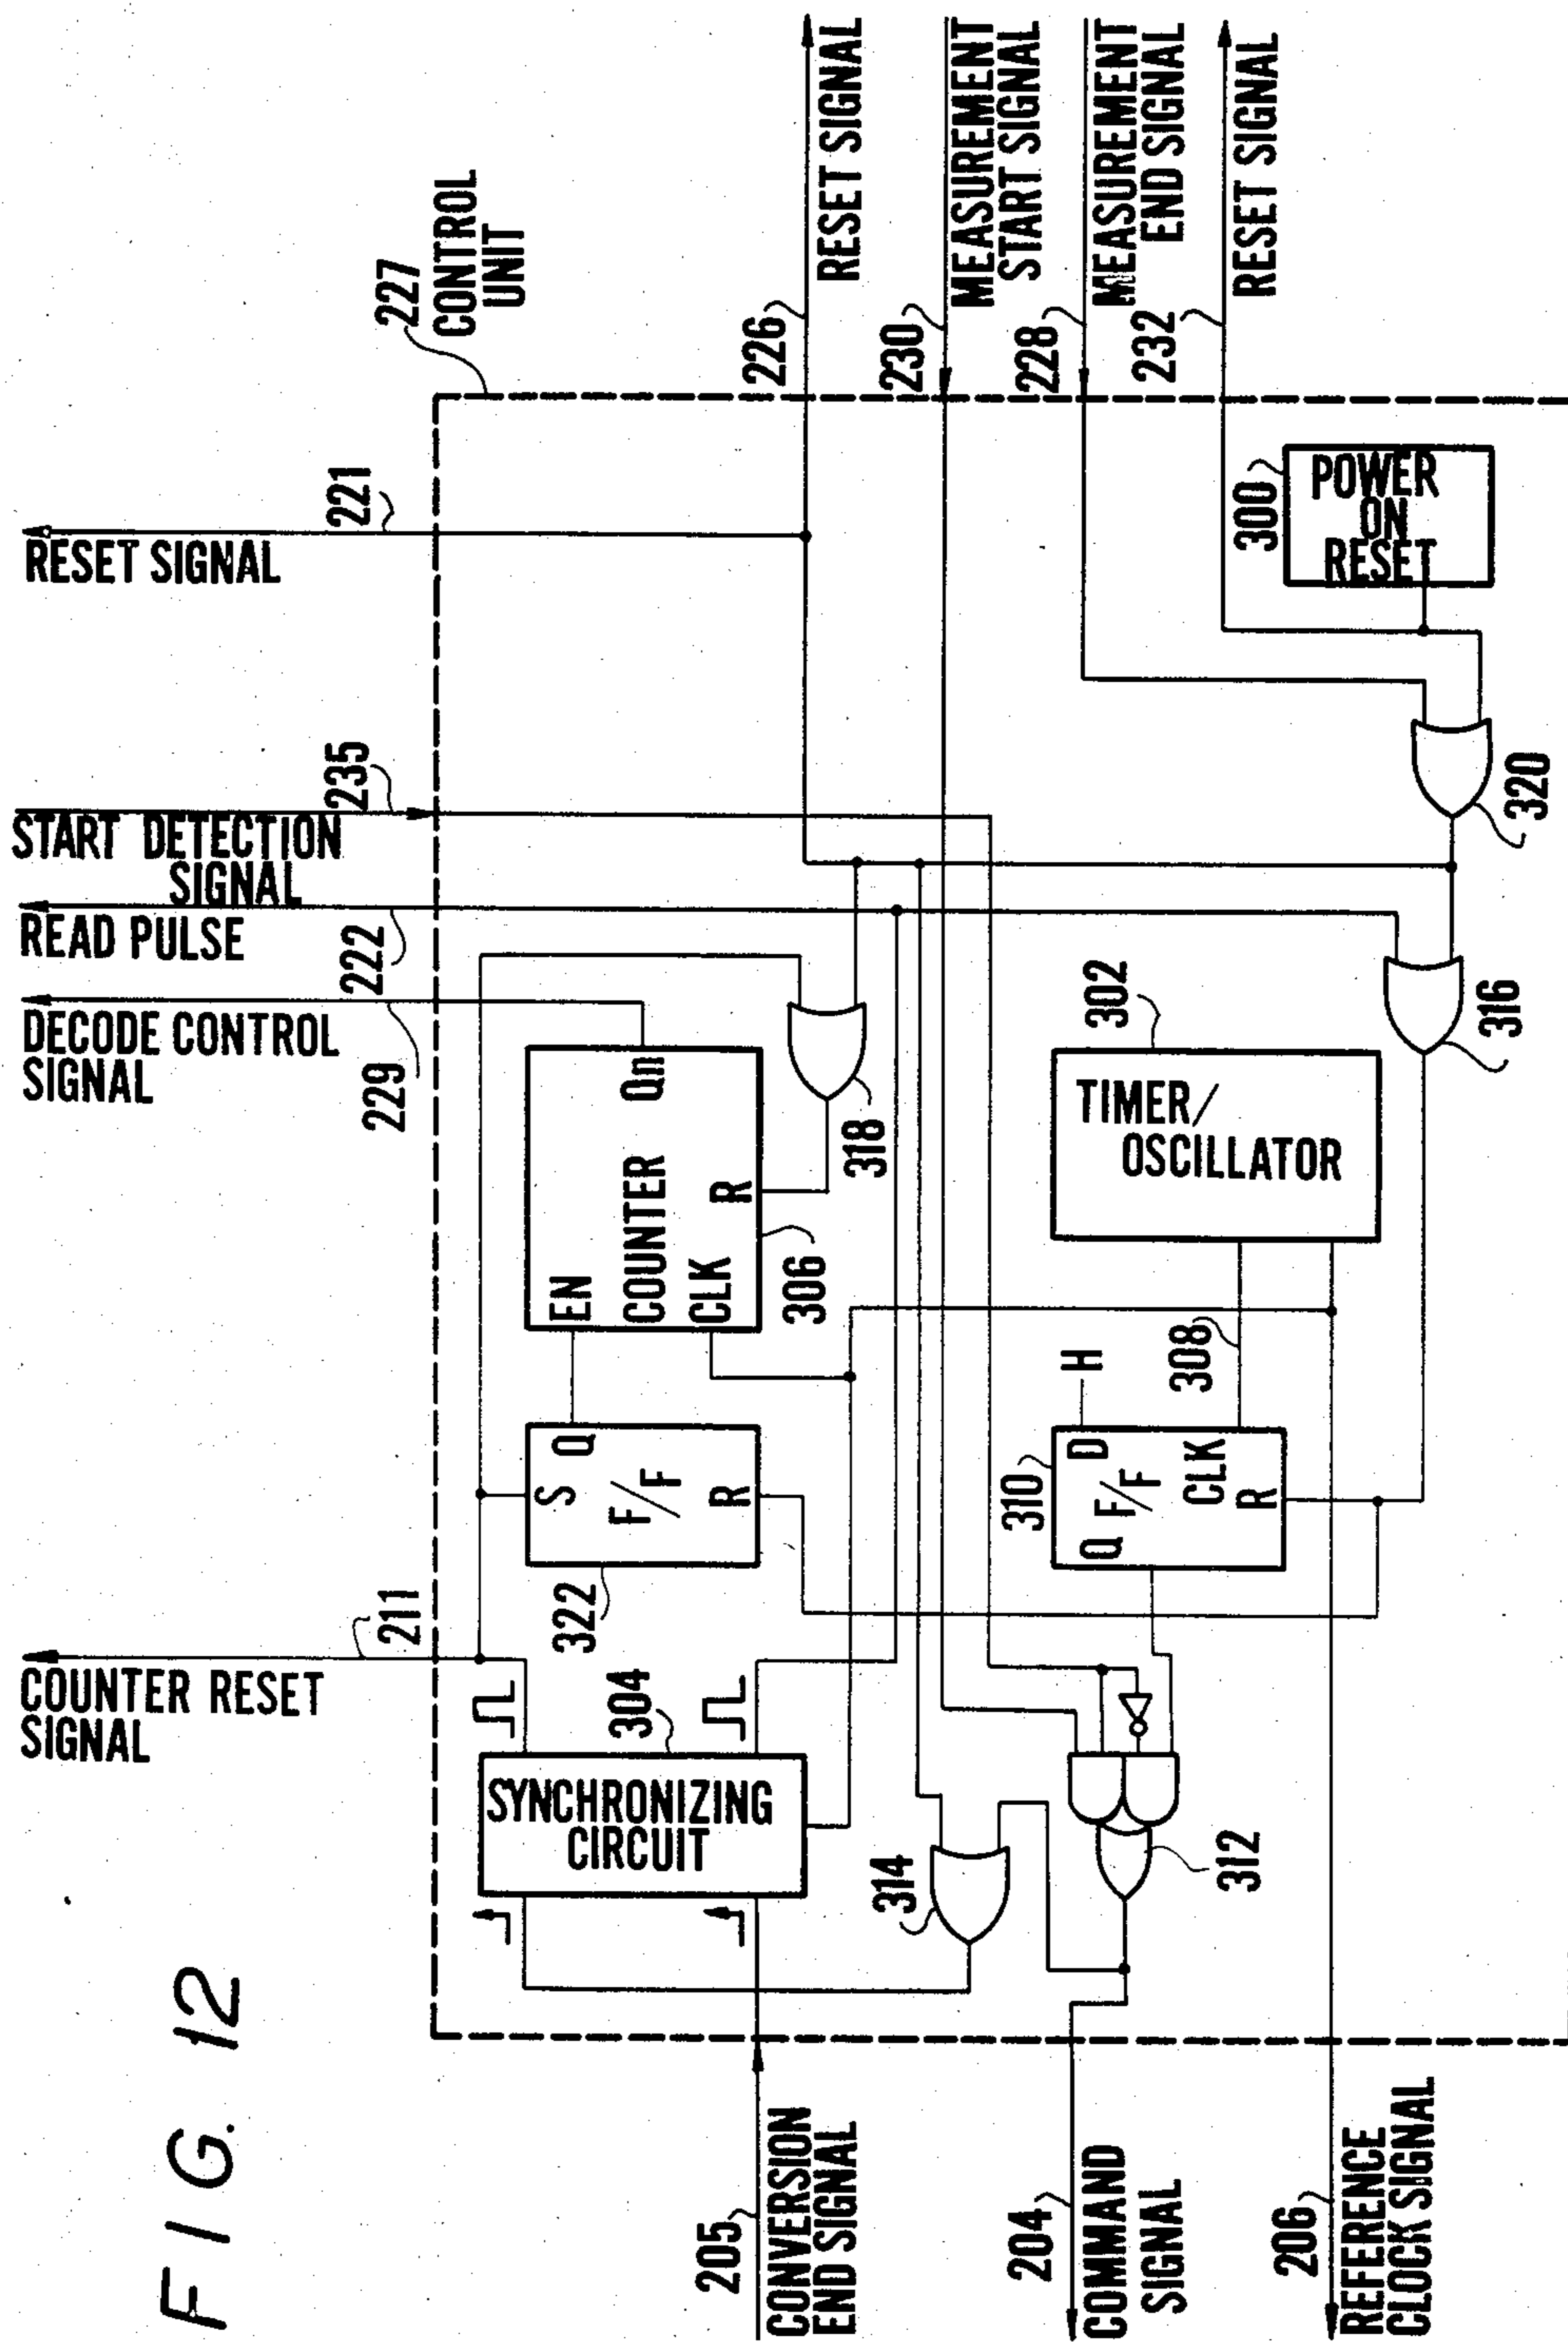 FIG. 12
COUNTER RESET
SIGNAL
211
DECODE CONTROL
SIGNAL
229
READ PULSE
222
START DETECTION
SIGNAL
235
RESET SIGNAL
221
227
CONTROL
UNIT
205
CONVERSION
END SIGNAL
SYNCHRONIZING
CIRCUIT
304
322
S Q
F/F
R
EN
Qn
COUNTER
CLK
R
306
318
226
RESET SIGNAL
230
MEASUREMENT
START SIGNAL
228
MEASUREMENT
END SIGNAL
232
RESET SIGNAL
314
312
204
COMMAND
SIGNAL
310
Q D
F/F
CLK
R
H
308
302
TIMER/
OSCILLATOR
316
320
300
POWER
ON
RESET
206
REFERENCE
CLOCK SIGNAL